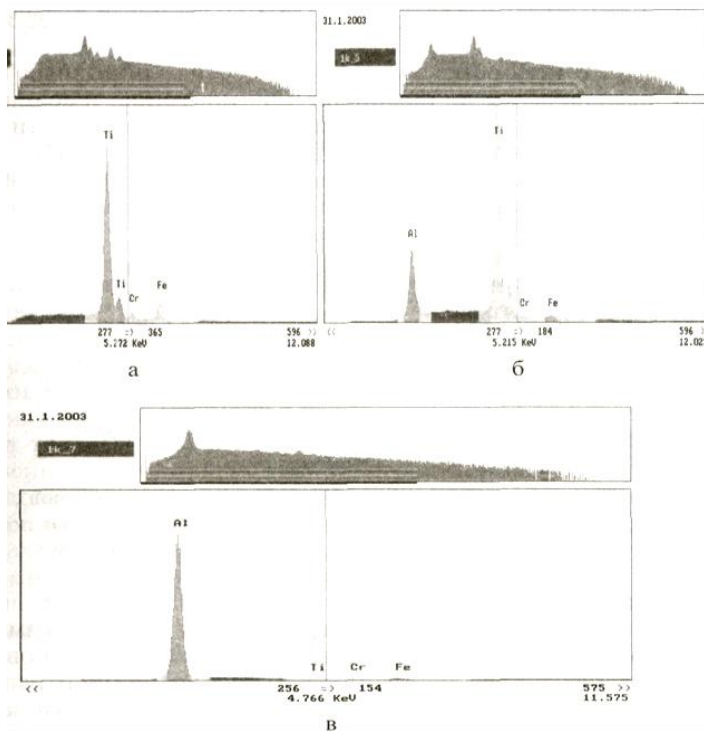 31.1.2003
1k_5
Ti
Ti
Cr
Fe
277 =) 365 596 >>
5.272 KeV 12.088
а
Ti
Al
Cr
Fe
<< 277 =) 184 596 >>
5.215 KeV 12.02
б
31.1.2003
1k_7
Al
Ti Cr Fe
<< 256 =) 154 575 >>
4.766 KeV 11.575
в